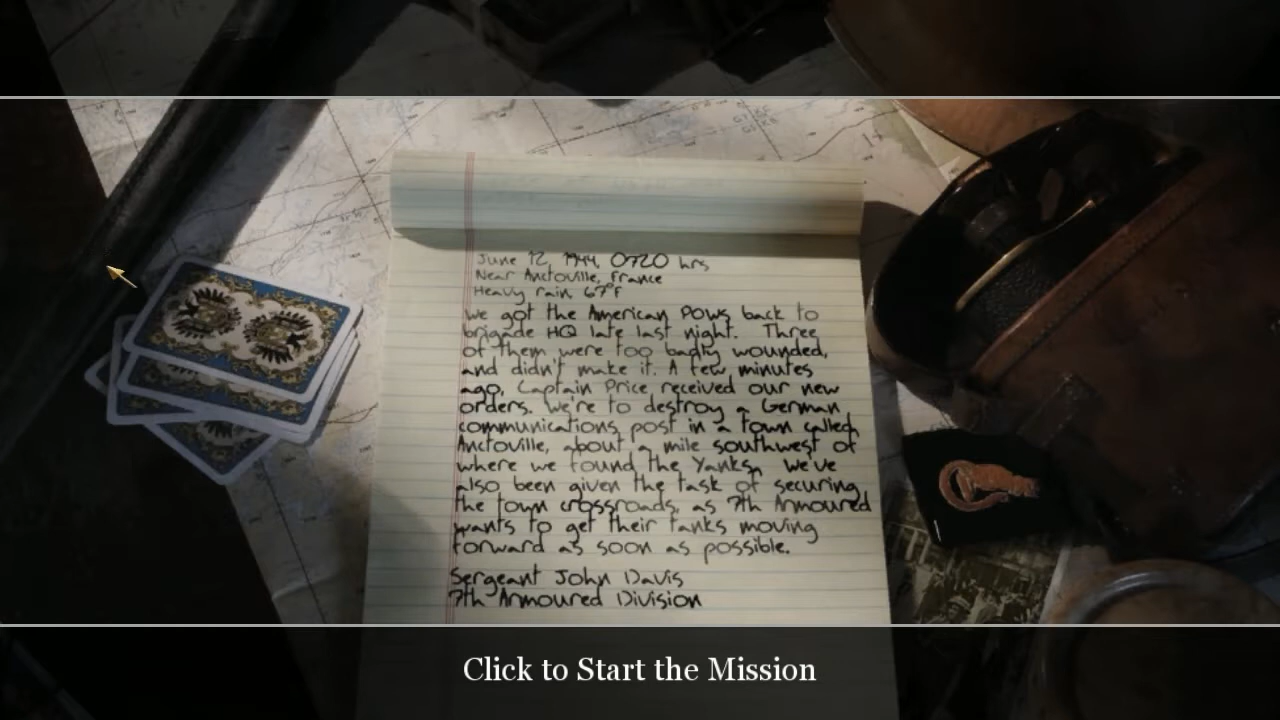 June 12, 1944, 0720 hrs
Near Anctoville, France
Heavy rain 67°F
We got the American POWs back to
brigade HQ late last night. Three
of them were too badly wounded,
and didn't make it. A few minutes
ago, Captain Price received our new
orders. We're to destroy a German
communications post in a town called
Anctoville, about a mile southwest of
where we found the Yanks. We've
also been given the task of securing
the town crossroads, as 7th Armoured
wants to get their tanks moving
forward as soon as possible.
Sergeant John Davis
7th Armoured Division
Click to Start the Mission